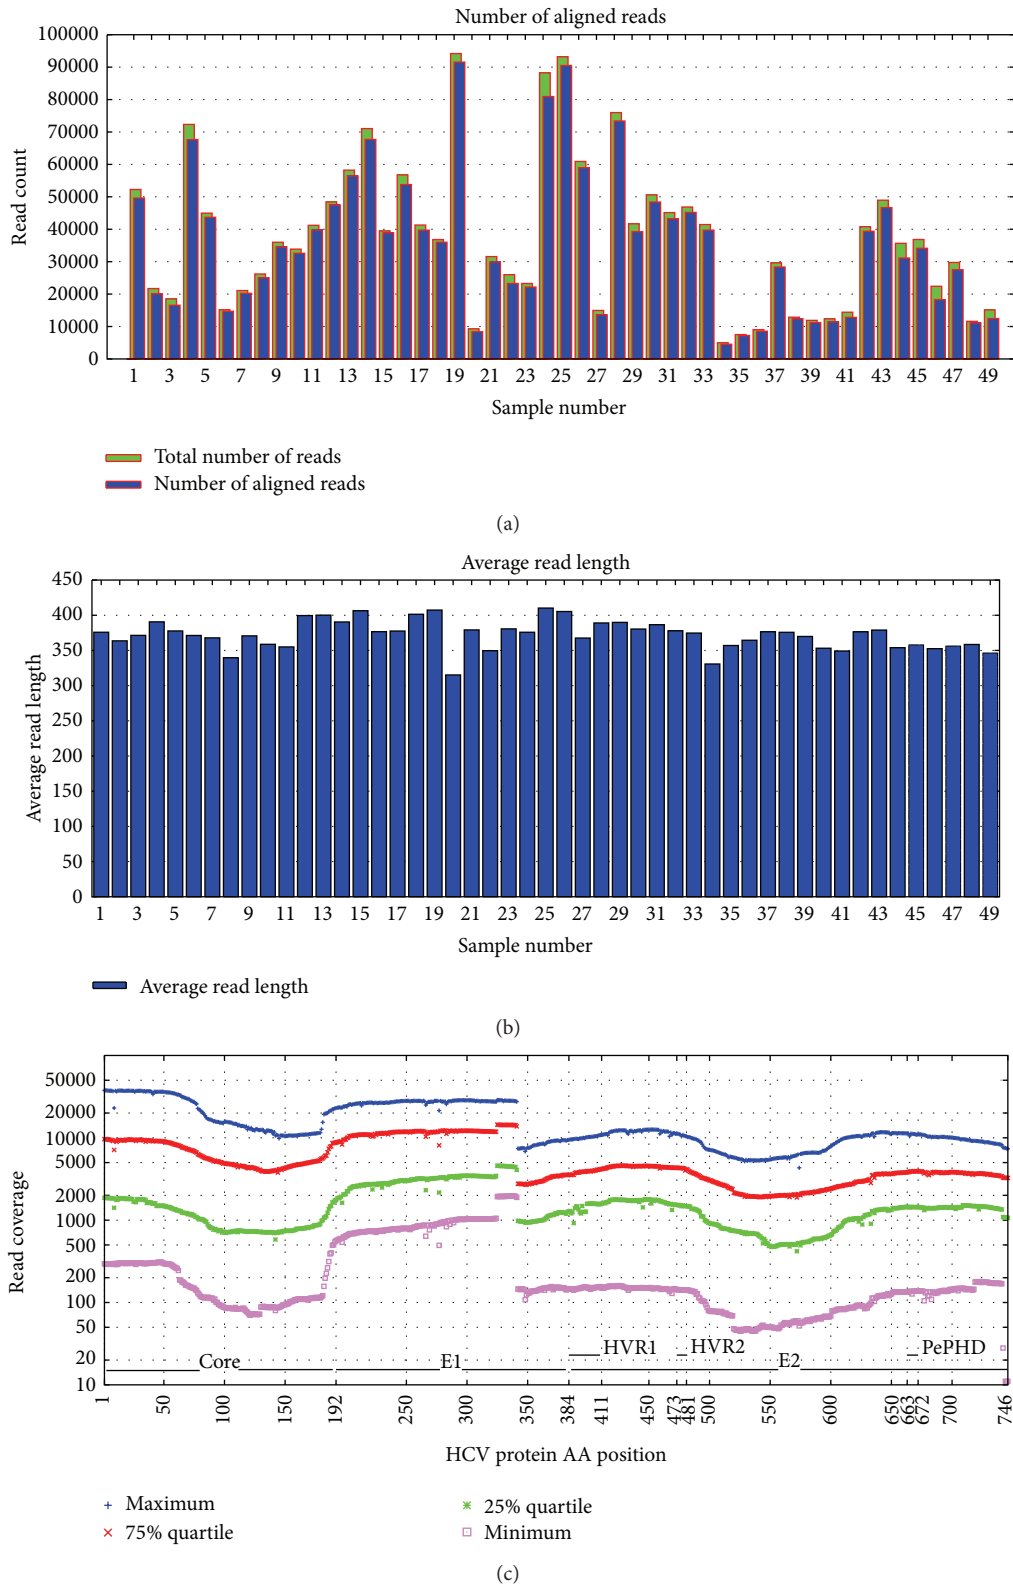 Number of aligned reads
100000
90000
80000
70000
60000
50000
40000
30000
20000
10000
0
Read count
1 3 5 7 9 11 13 15 17 19 21 23 25 27 29 31 33 35 37 39 41 43 45 47 49
Sample number
Total number of reads
Number of aligned reads
(a)
Average read length
450
400
350
300
250
200
150
100
50
0
Average read length
1 3 5 7 9 11 13 15 17 19 21 23 25 27 29 31 33 35 37 39 41 43 45 47 49
Sample number
Average read length
(b)
50000
20000
10000
5000
2000
1000
500
200
100
50
20
10
Read coverage
Core E1 HVR1 HVR2 E2 PePHD
1 50 100 150 192 250 300 350 384 411 450 473 481 500 550 600 650 663 672 700 746
HCV protein AA position
Maximum
75% quartile
25% quartile
Minimum
(c)